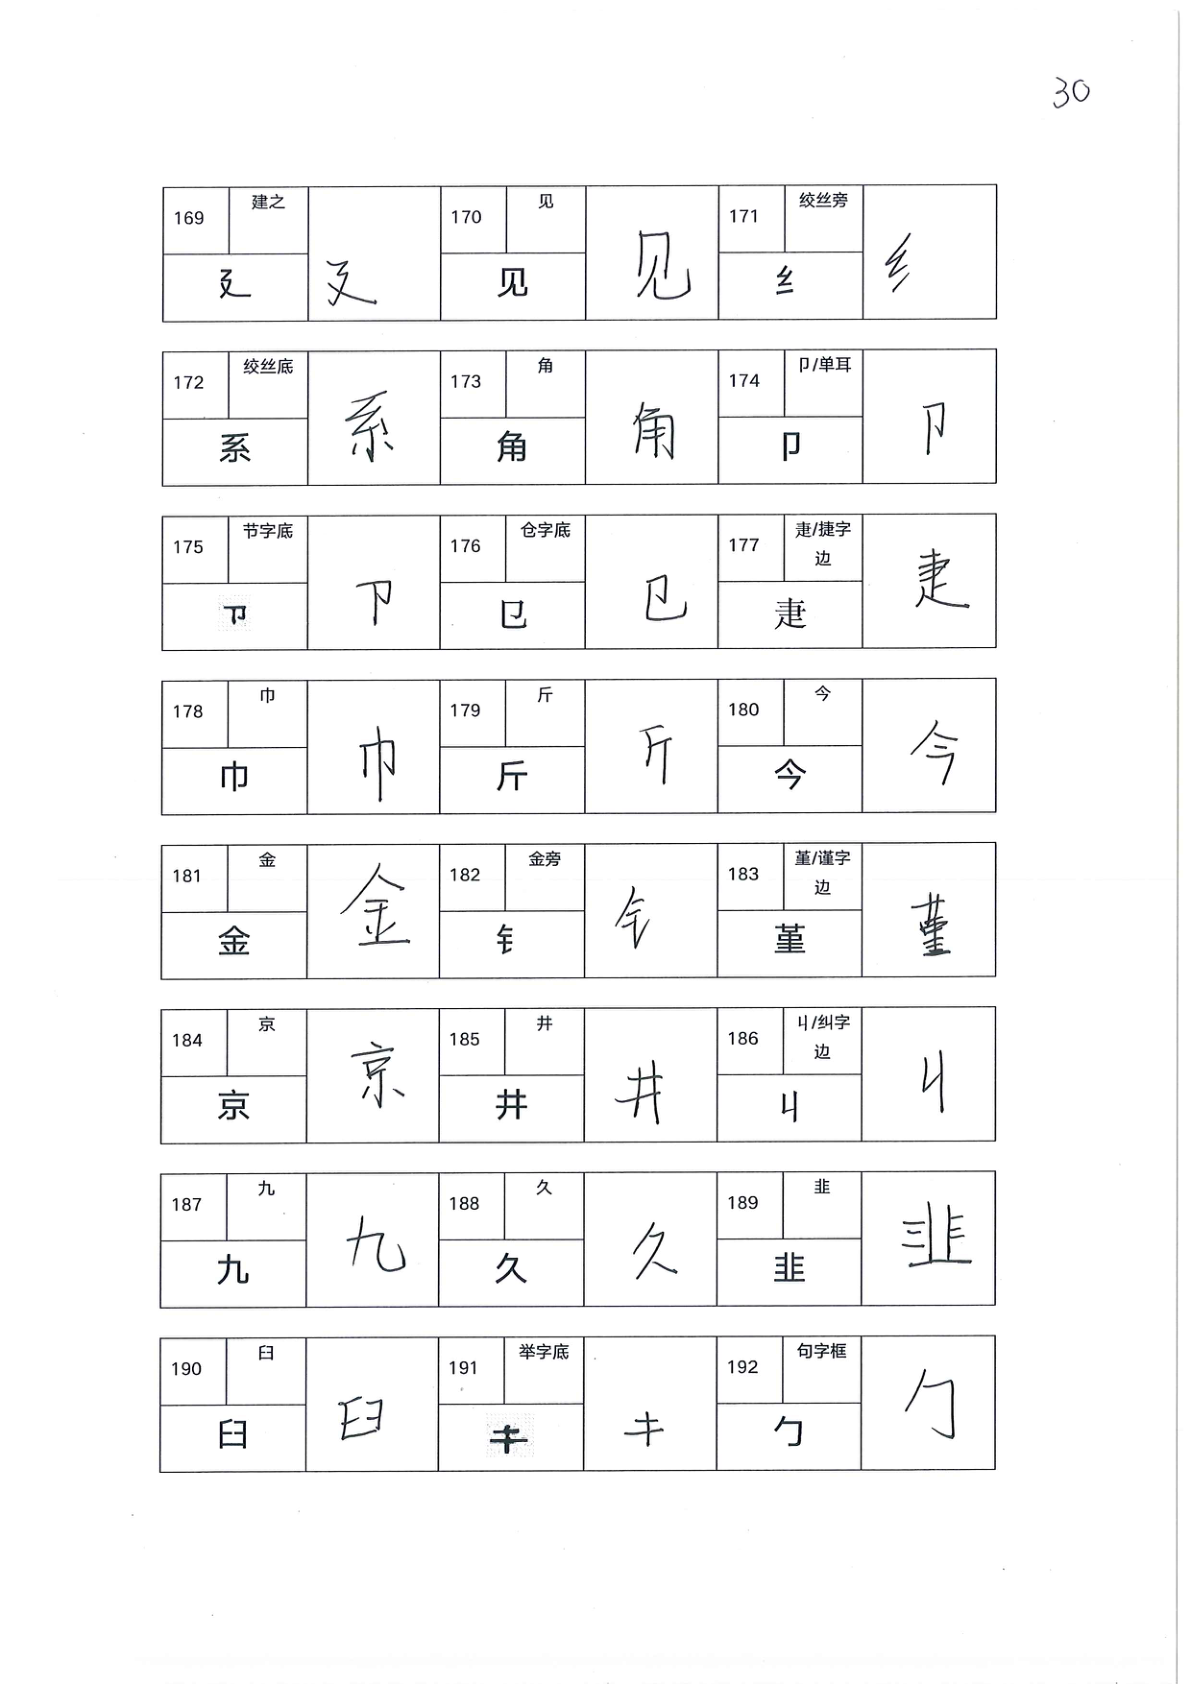 30
169 建之 170 见 171 绞丝旁
廴 廴 见 见 纟 纟
172 绞丝底 173 角 174 卩/单耳
系 系 角 角 卩 卩
175 节字底 176 仓字底 177 疌/捷字
边
㔾 㔾 疌 疌
178 巾 179 斤 180 今
巾 巾 斤 斤 今 今
181 金 182 金旁 183 堇/谨字
边
金 金 钅 钅 堇 堇
184 京 185 井 186 丩/纠字
边
京 京 井 井 丩 丩
187 九 188 久 189 韭
九 九 久 久 韭 韭
190 臼 191 举字底 192 句字框
臼 臼 キ キ 勹 勹